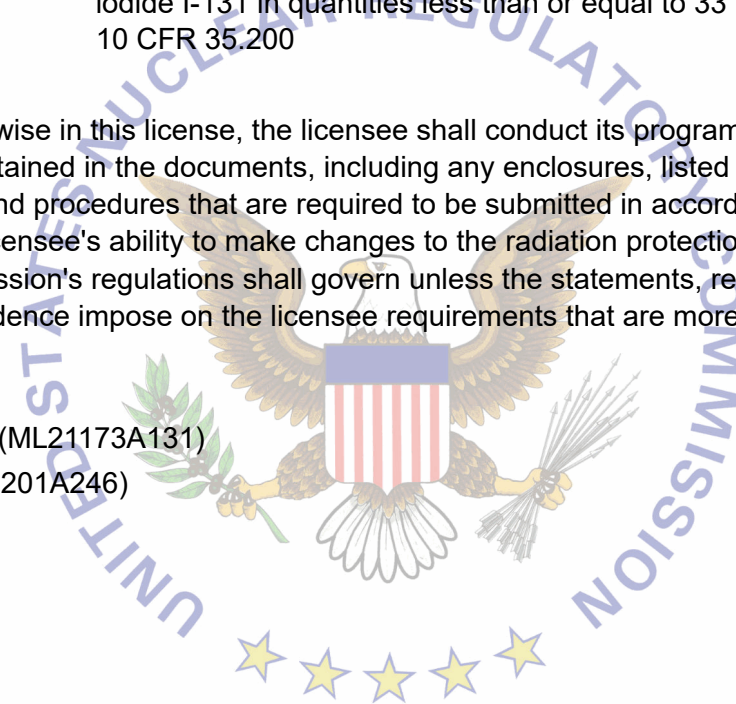 iodide I-131 in quantities less than or equal to 33
10 CFR 35.200
wise in this license, the licensee shall conduct its program
tained in the documents, including any enclosures, listed
nd procedures that are required to be submitted in accord
censee's ability to make changes to the radiation protectio
ssion's regulations shall govern unless the statements, re
dence impose on the licensee requirements that are more
(ML21173A131)
201A246)
UNITED STATES NUCLEAR REGULATORY COMMISSION